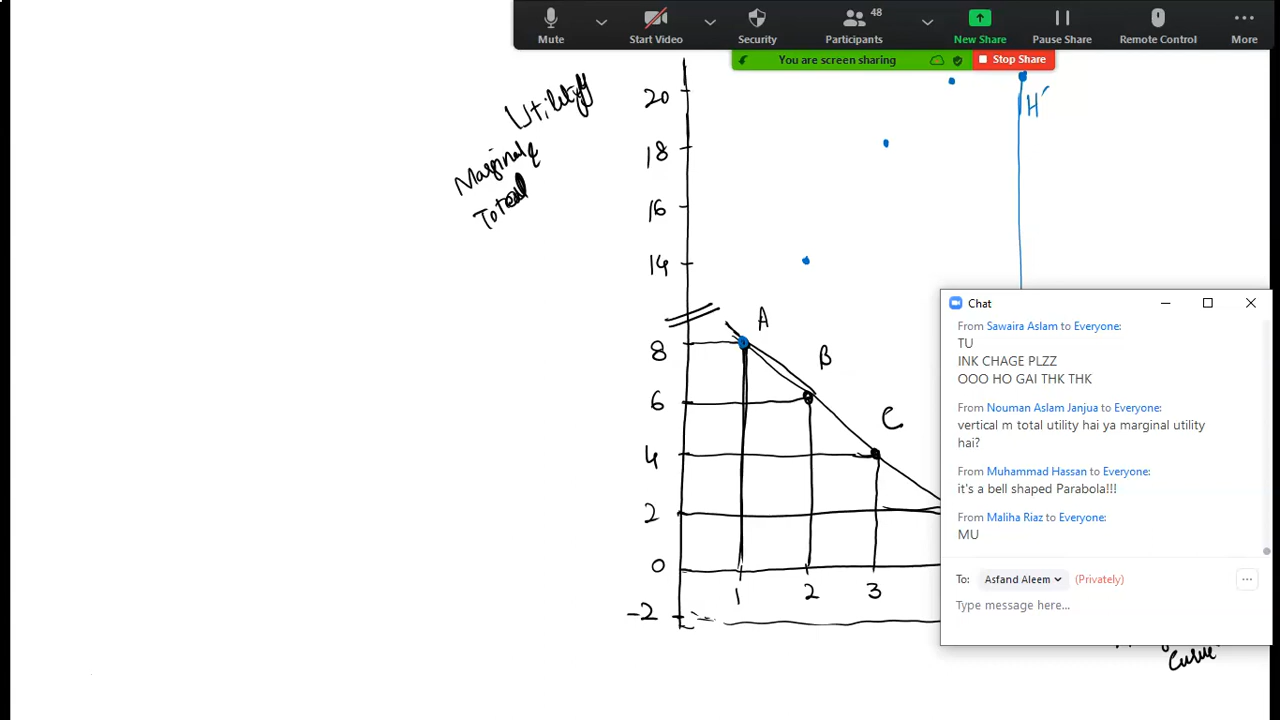 48
Mute
Start Video
Security
Participants
New Share
Pause Share
Remote Control
More
You are screen sharing
Stop Share
Utility
Marginal &
Total
20
18
16
14
8
6
4
2
0
-2
1
2
3
A
B
C
H'
Chat
From Sawaira Aslam to Everyone:
TU
INK CHAGE PLZZ
OOO HO GAI THK THK
From Nouman Aslam Janjua to Everyone:
vertical m total utility hai ya marginal utility
hai?
From Muhammad Hassan to Everyone:
it's a bell shaped Parabola!!!
From Maliha Riaz to Everyone:
MU
To: Asfand Aleem (Privately)
Type message here...
Curve